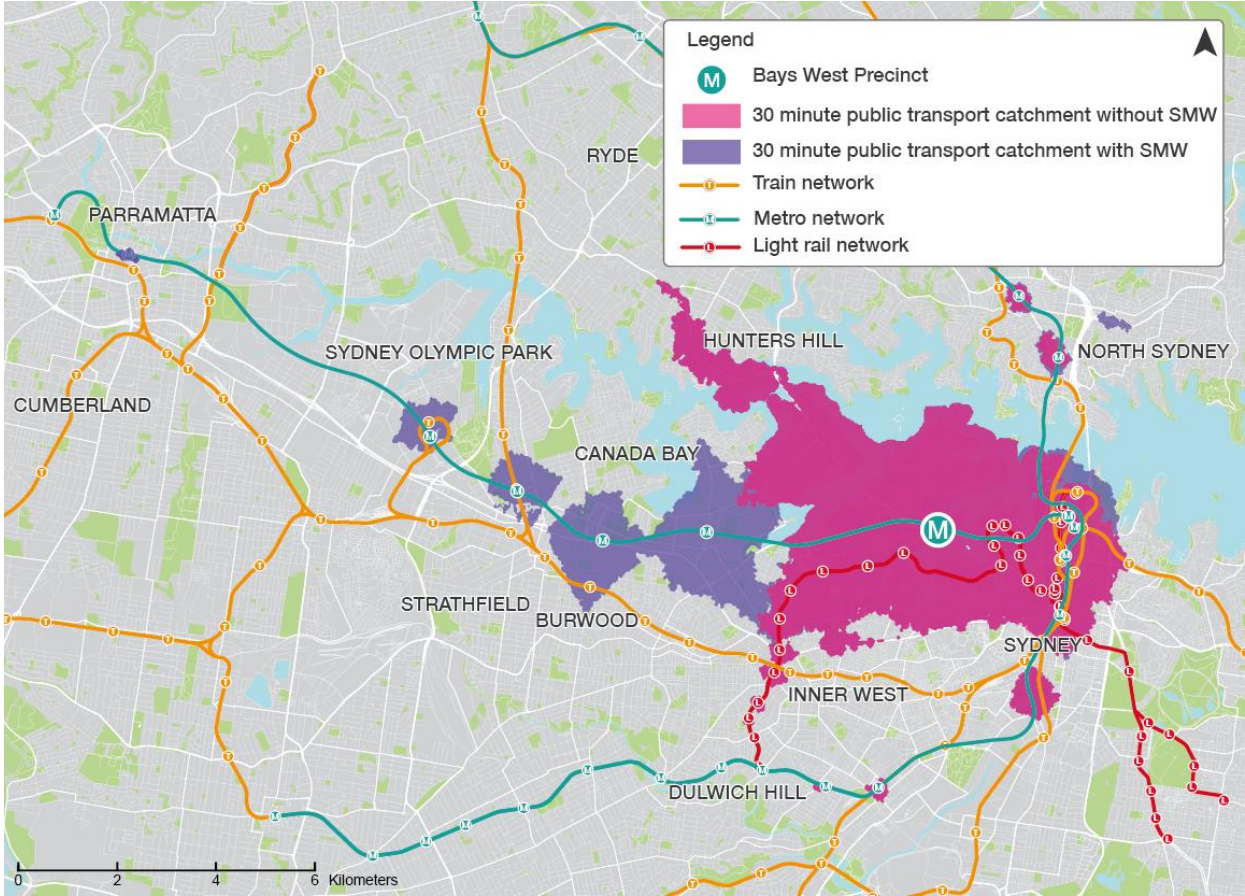 Legend
M Bays West Precinct
30 minute public transport catchment without SMW
30 minute public transport catchment with SMW
T Train network
M Metro network
L Light rail network
RYDE
PARRAMATTA
HUNTERS HILL
SYDNEY OLYMPIC PARK
NORTH SYDNEY
CUMBERLAND
CANADA BAY
M
STRATHFIELD
BURWOOD
SYDNEY
INNER WEST
DULWICH HILL
0 2 4 6 Kilometers